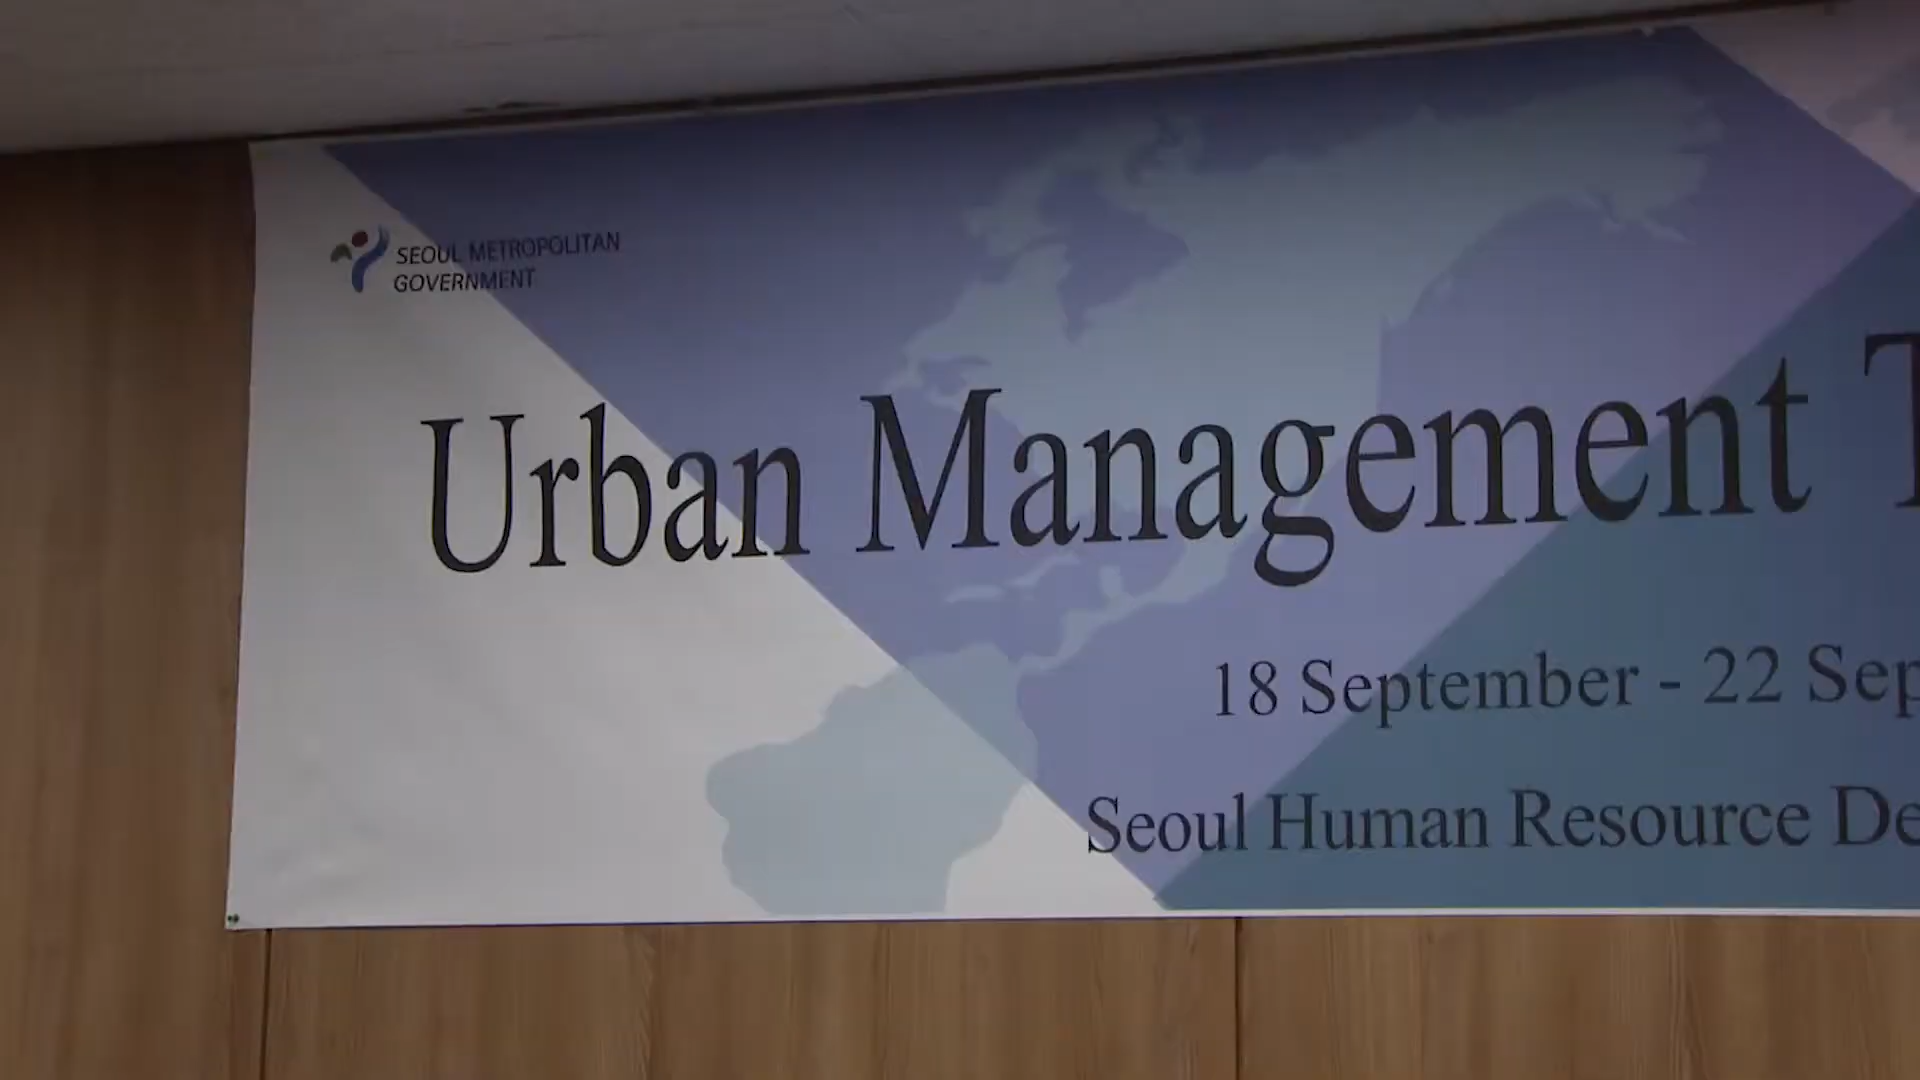 SEOUL METROPOLITAN
GOVERNMENT
Urban Management T
18 September - 22 Sep
Seoul Human Resource De